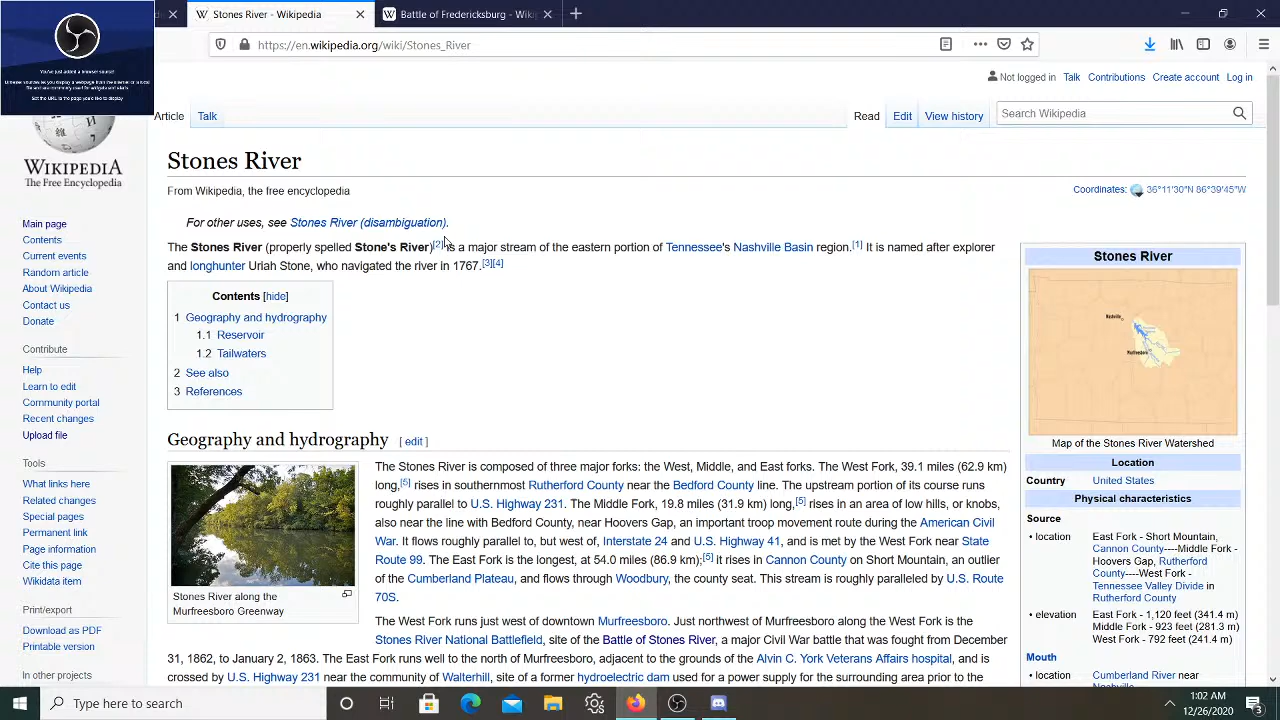 Stones River - Wikipedia
Battle of Fredericksburg - Wiki
https://en.wikipedia.org/wiki/Stones_River
You've just added a browser source!
Not logged in Talk Contributions Create account Log in
Article Talk
Read Edit View history
Search Wikipedia
WIKIPEDIA
The Free Encyclopedia
Main page
Contents
Current events
Random article
About Wikipedia
Contact us
Donate
Contribute
Help
Learn to edit
Community portal
Recent changes
Upload file
Tools
What links here
Related changes
Special pages
Permanent link
Page information
Cite this page
Wikidata item
Print/export
Download as PDF
Printable version
In other projects
Stones River
From Wikipedia, the free encyclopedia
Coordinates: 36°11′30″N 86°39′45″W
For other uses, see Stones River (disambiguation).
The Stones River (properly spelled Stone's River)[2] is a major stream of the eastern portion of Tennessee's Nashville Basin region.[1] It is named after explorer
and longhunter Uriah Stone, who navigated the river in 1767.[3][4]
Contents [hide]
1 Geography and hydrography
1.1 Reservoir
1.2 Tailwaters
2 See also
3 References
Geography and hydrography [ edit ]
Stones River along the
Murfreesboro Greenway
The Stones River is composed of three major forks: the West, Middle, and East forks. The West Fork, 39.1 miles (62.9 km)
long,[5] rises in southernmost Rutherford County near the Bedford County line. The upstream portion of its course runs
roughly parallel to U.S. Highway 231. The Middle Fork, 19.8 miles (31.9 km) long,[5] rises in an area of low hills, or knobs,
also near the line with Bedford County, near Hoovers Gap, an important troop movement route during the American Civil
War. It flows roughly parallel to, but west of, Interstate 24 and U.S. Highway 41, and is met by the West Fork near State
Route 99. The East Fork is the longest, at 54.0 miles (86.9 km);[5] it rises in Cannon County on Short Mountain, an outlier
of the Cumberland Plateau, and flows through Woodbury, the county seat. This stream is roughly paralleled by U.S. Route
70S.
The West Fork runs just west of downtown Murfreesboro. Just northwest of Murfreesboro along the West Fork is the
Stones River National Battlefield, site of the Battle of Stones River, a major Civil War battle that was fought from December
31, 1862, to January 2, 1863. The East Fork runs well to the north of Murfreesboro, adjacent to the grounds of the Alvin C. York Veterans Affairs hospital, and is
crossed by U.S. Highway 231 near the community of Walterhill, site of a former hydroelectric dam used for a power supply for the surrounding area prior to the
Stones River
Nashville
Murfreesboro
Map of the Stones River Watershed
Location
Country United States
Physical characteristics
Source
• location East Fork - Short Mountain,
Cannon County----Middle Fork -
Hoovers Gap, Rutherford
County----West Fork -
Tennessee Valley Divide in
Rutherford County
• elevation East Fork - 1,120 feet (341.4 m)
Middle Fork - 923 feet (281.3 m)
West Fork - 792 feet (241.4 m)
Mouth
• location Cumberland River near
Type here to search
1:02 AM
12/26/2020
3